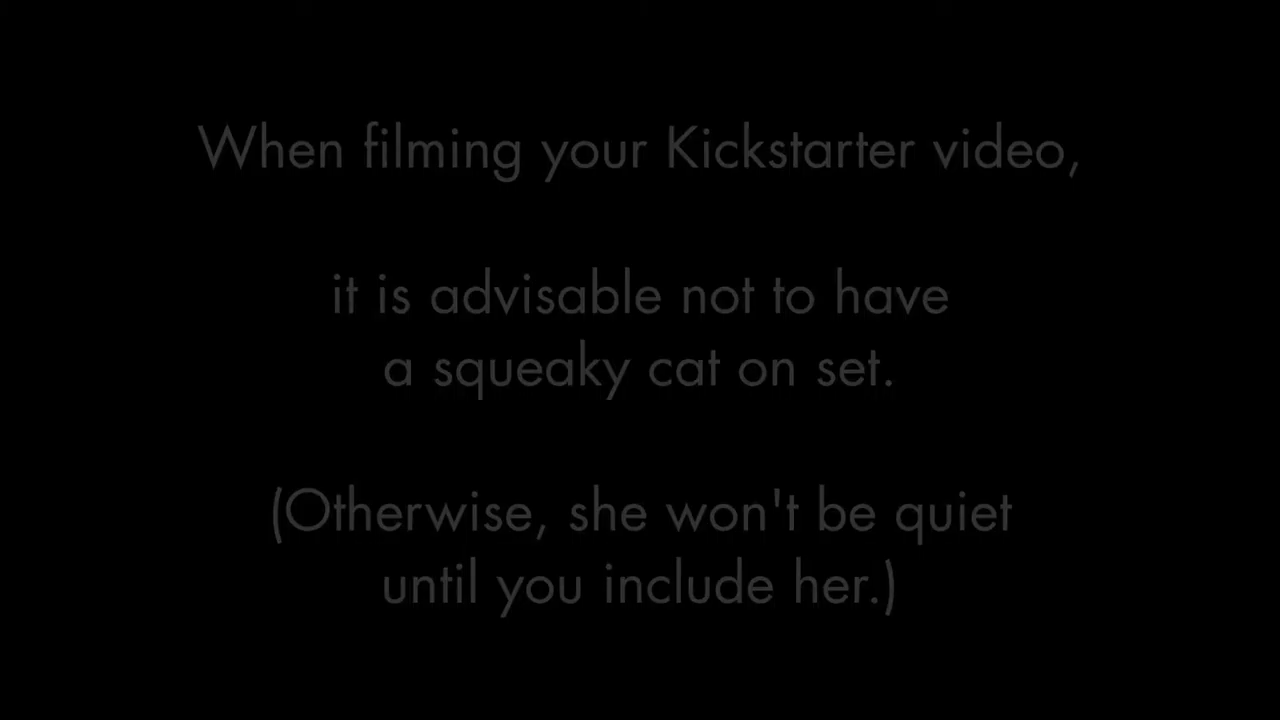 When filming your Kickstarter video,
it is advisable not to have
a squeaky cat on set.
(Otherwise, she won't be quiet
until you include her.)